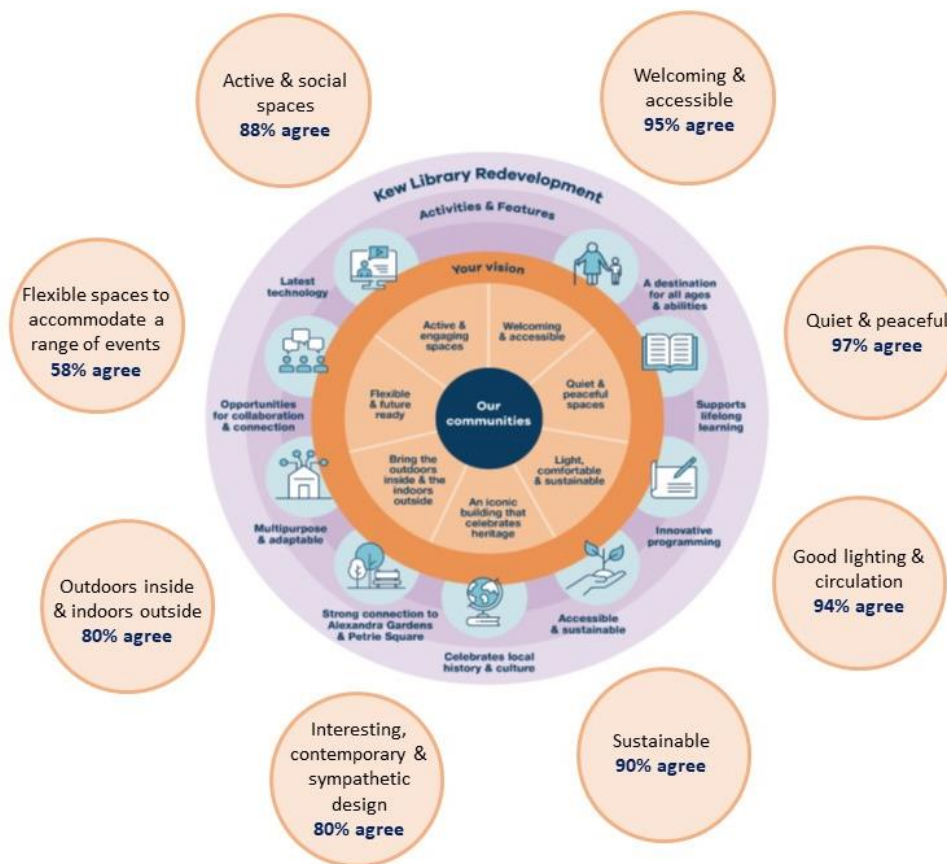 Active & social
spaces
88% agree
Welcoming &
accessible
95% agree
Flexible spaces to
accommodate a
range of events
58% agree
Quiet & peaceful
97% agree
Outdoors inside
& indoors outside
80% agree
Good lighting &
circulation
94% agree
Interesting,
contemporary &
sympathetic
design
80% agree
Sustainable
90% agree
Kew Library Redevelopment
Activities & Features
Your vision
Our
communities
Active &
engaging
spaces
Welcoming
& accessible
Quiet &
peaceful
spaces
Light,
comfortable
& sustainable
An iconic
building that
celebrates
heritage
Bring the
outdoors
inside & the
indoors
outside
Flexible
& future
ready
Latest
technology
A destination
for all ages
& abilities
Opportunities
for collaboration
& connection
Supports
lifelong
learning
Multipurpose
& adaptable
Innovative
programming
Strong connection to
Alexandra Gardens
& Petrie Square
Accessible
& sustainable
Celebrates local
history & culture